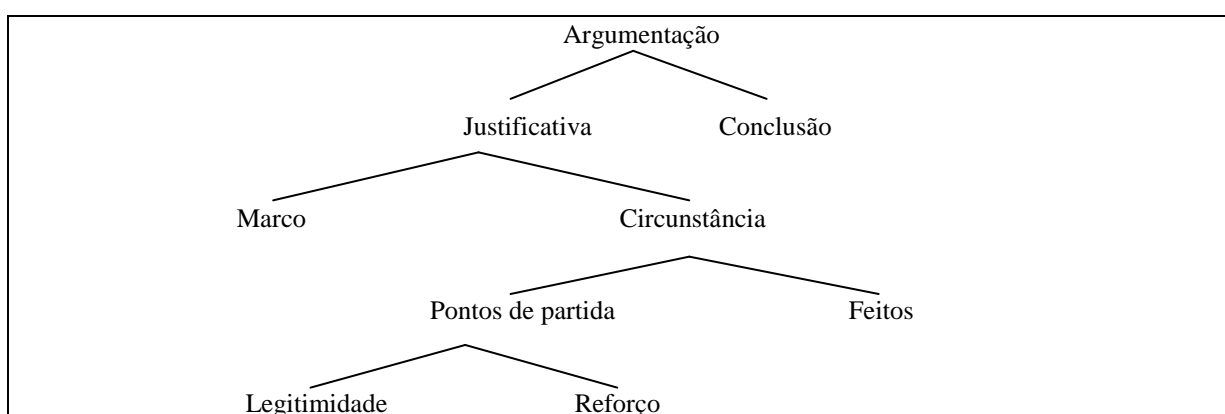 Argumentação
Justificativa Conclusão
Marco Circunstância
Pontos de partida Feitos
Legitimidade Reforço